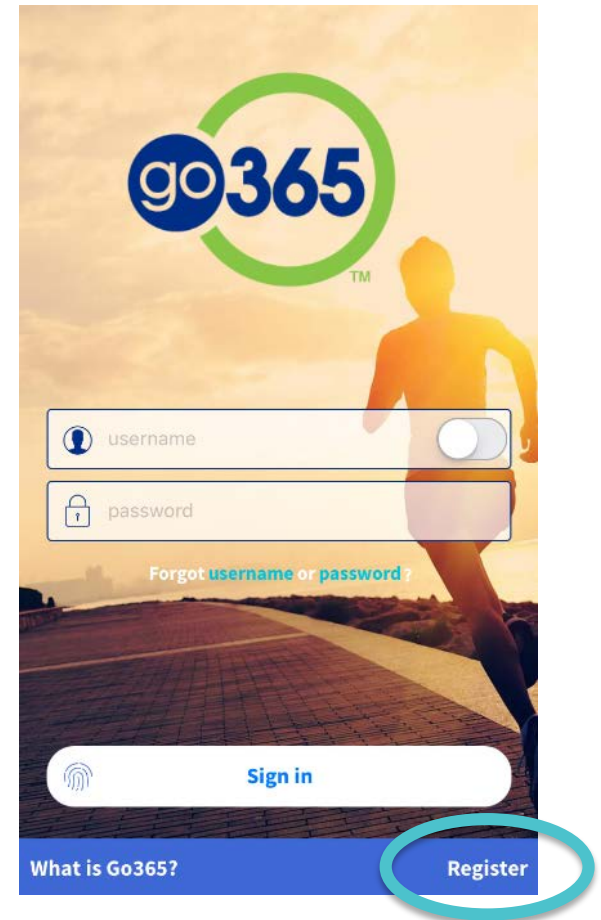 go365
TM
username
password
Forgot username or password ?
Sign in
What is Go365?
Register